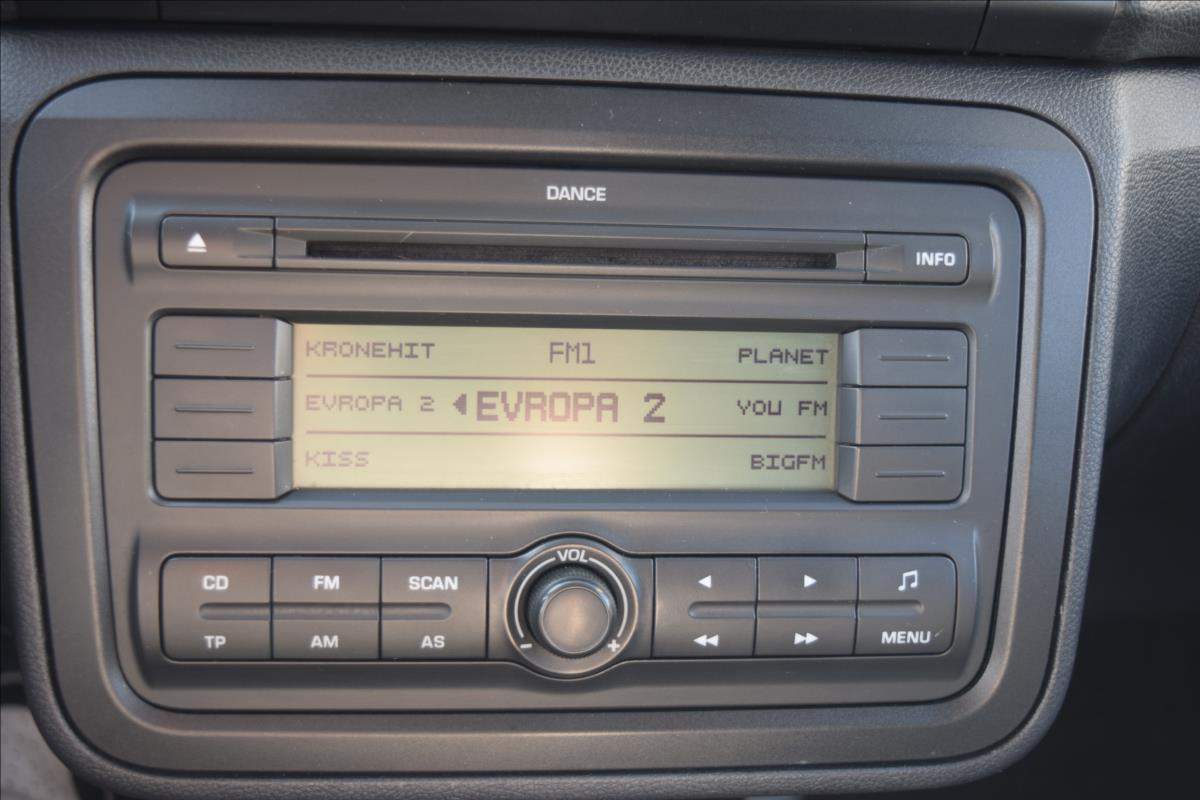 DANCE
INFO
KRONEHIT FM1 PLANET
EVROPA 2 EVROPA 2 YOU FM
KISS BIGFM
VOL
CD FM SCAN
TP AM AS - + MENU